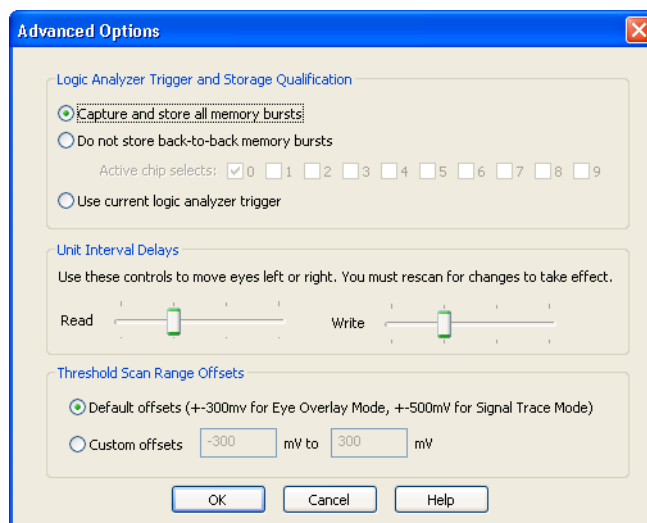 Advanced Options
Logic Analyzer Trigger and Storage Qualification
Capture and store all memory bursts
Do not store back-to-back memory bursts
Active chip selects: 0 1 2 3 4 5 6 7 8 9
Use current logic analyzer trigger
Unit Interval Delays
Use these controls to move eyes left or right. You must rescan for changes to take effect.
Read Write
Threshold Scan Range Offsets
Default offsets (+-300mv for Eye Overlay Mode, +-500mV for Signal Trace Mode)
Custom offsets -300 mV to 300 mV
OK Cancel Help